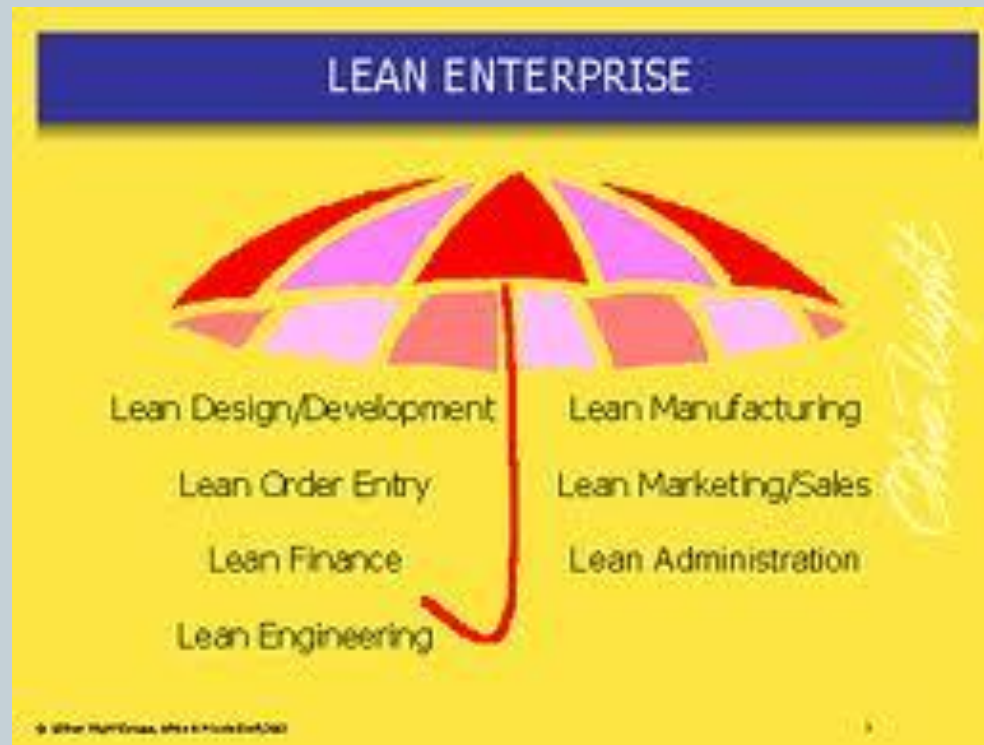 LEAN ENTERPRISE
Lean Design/Development
Lean Manufacturing
Lean Order Entry
Lean Marketing/Sales
Lean Finance
Lean Administration
Lean Engineering